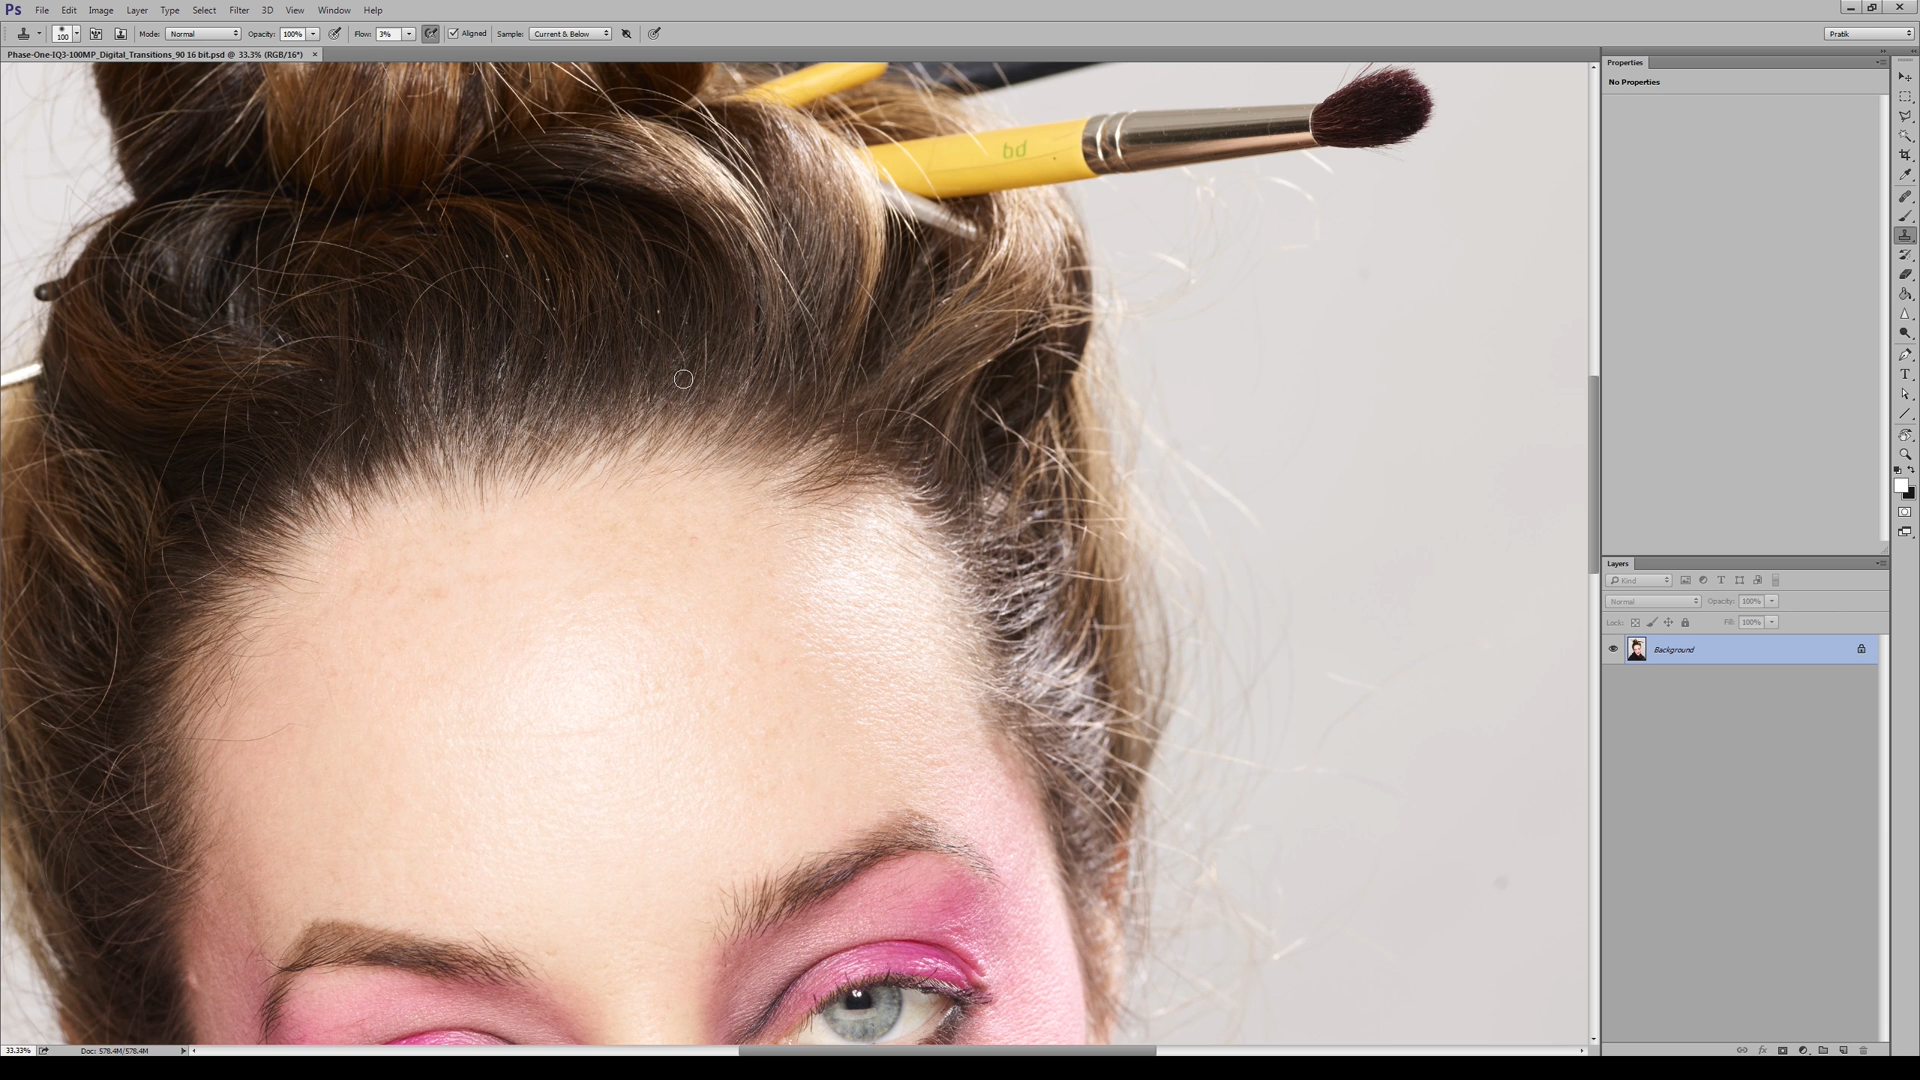 Ps File Edit Image Layer Type Select Filter 3D View Window Help
100 Mode: Normal Opacity: 100% Flow: 3% Aligned Sample: Current & Below Pratik
Phase-One-IQ3-100MP_Digital_Transitions_90 16 bit.psd @ 33.3% (RGB/16*) ×
Properties
No Properties
bd
Layers
Kind
Normal Opacity: 100%
Lock: Fill: 100%
Background
33.33% Doc: 578.4M/578.4M